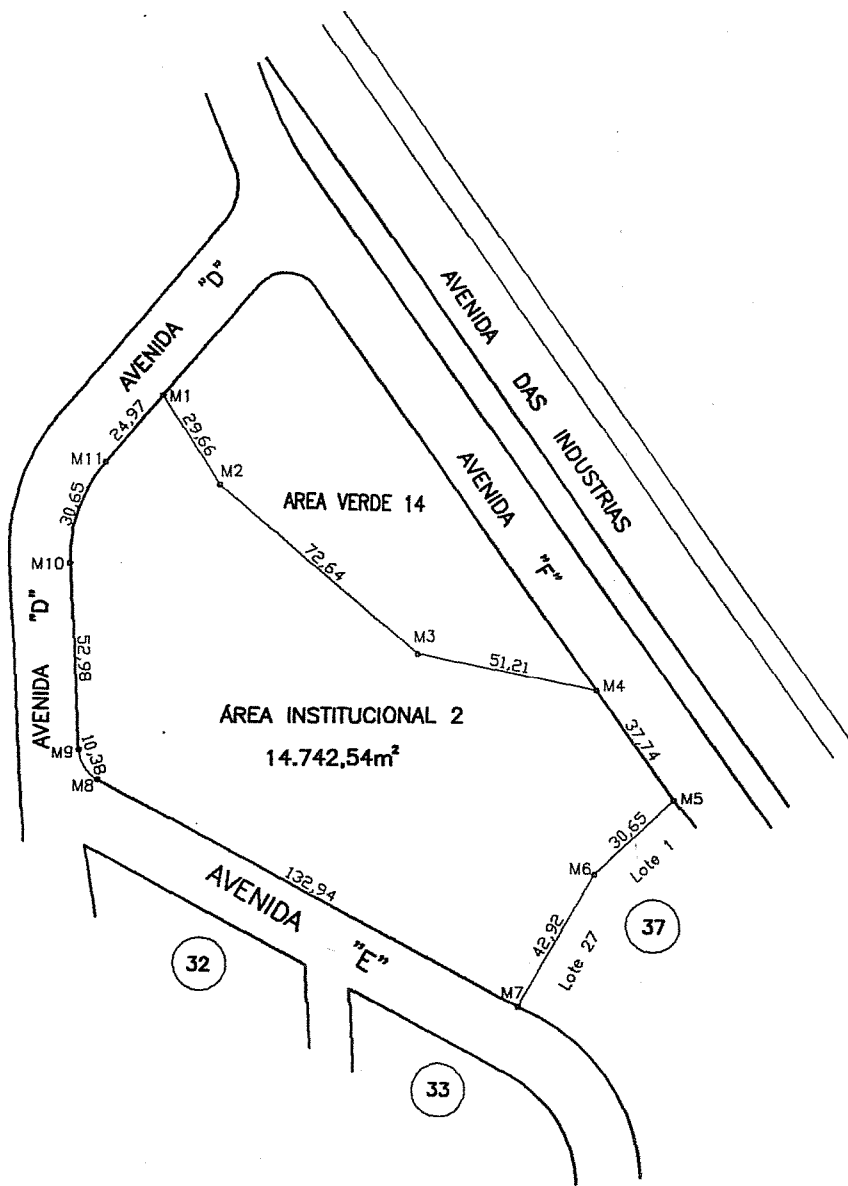 AVENIDA "D"
AVENIDA DAS INDUSTRIAS
M1
24,97
29,66
M11
M2
AVENIDA "F"
AREA VERDE 14
30,65
72,64
M10
AVENIDA "D"
52,98
M3
51,21
M4
ÁREA INSTITUCIONAL 2
14.742,54m²
37,74
M9
10,38
M8
M5
30,65
Lote 1
M6
132,94
AVENIDA "E"
37
42,92
Lote 27
32
M7
33